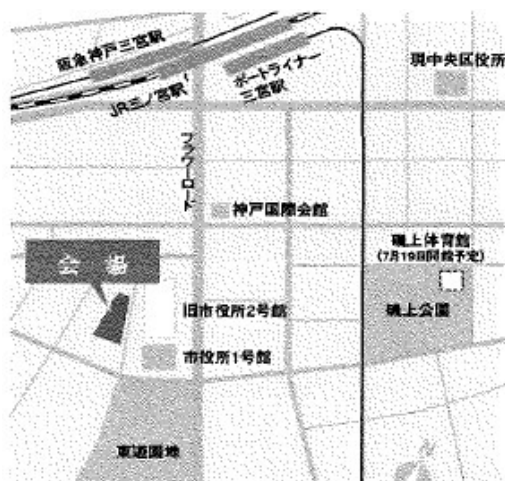 阪急神戸三宮駅
JR三ノ宮駅
ポートライナー
三宮駅
現中央区役所
フラワーロード
神戸国際会館
磯上体育館
(7月19日開館予定)
会場
旧市役所2号館
磯上公園
市役所1号館
東遊園地